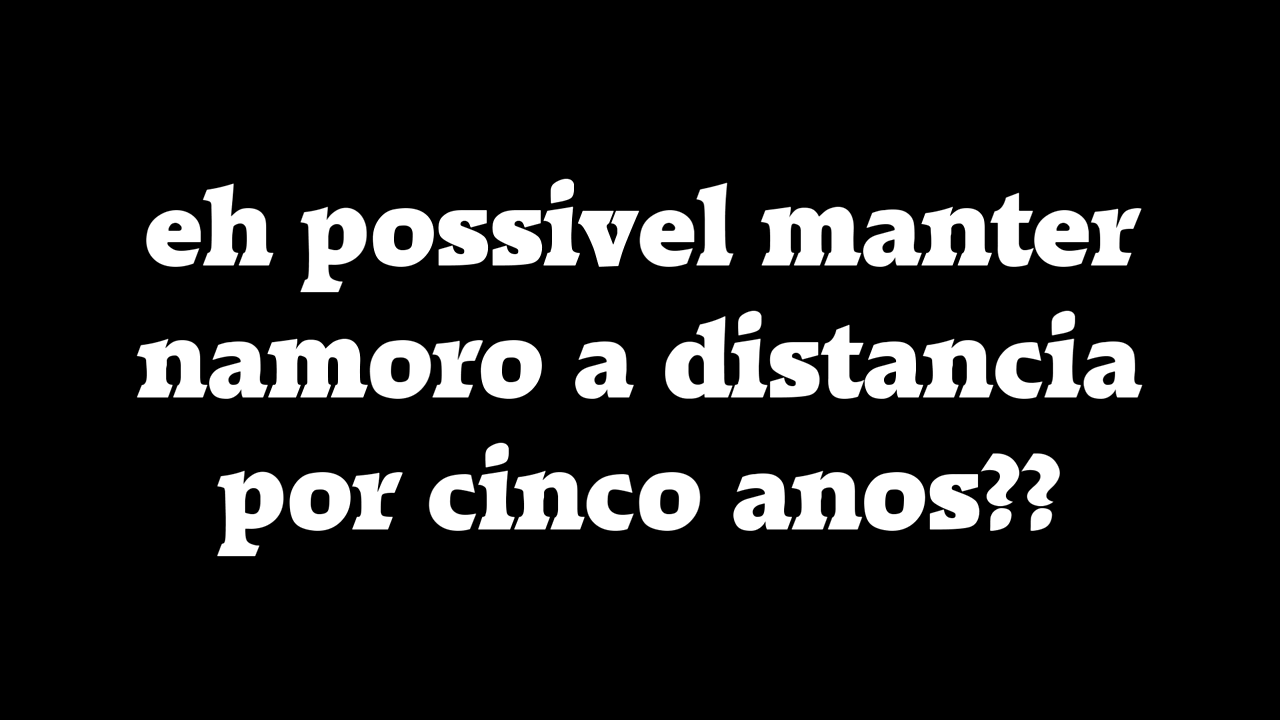 eh possivel manter
namoro a distancia
por cinco anos??